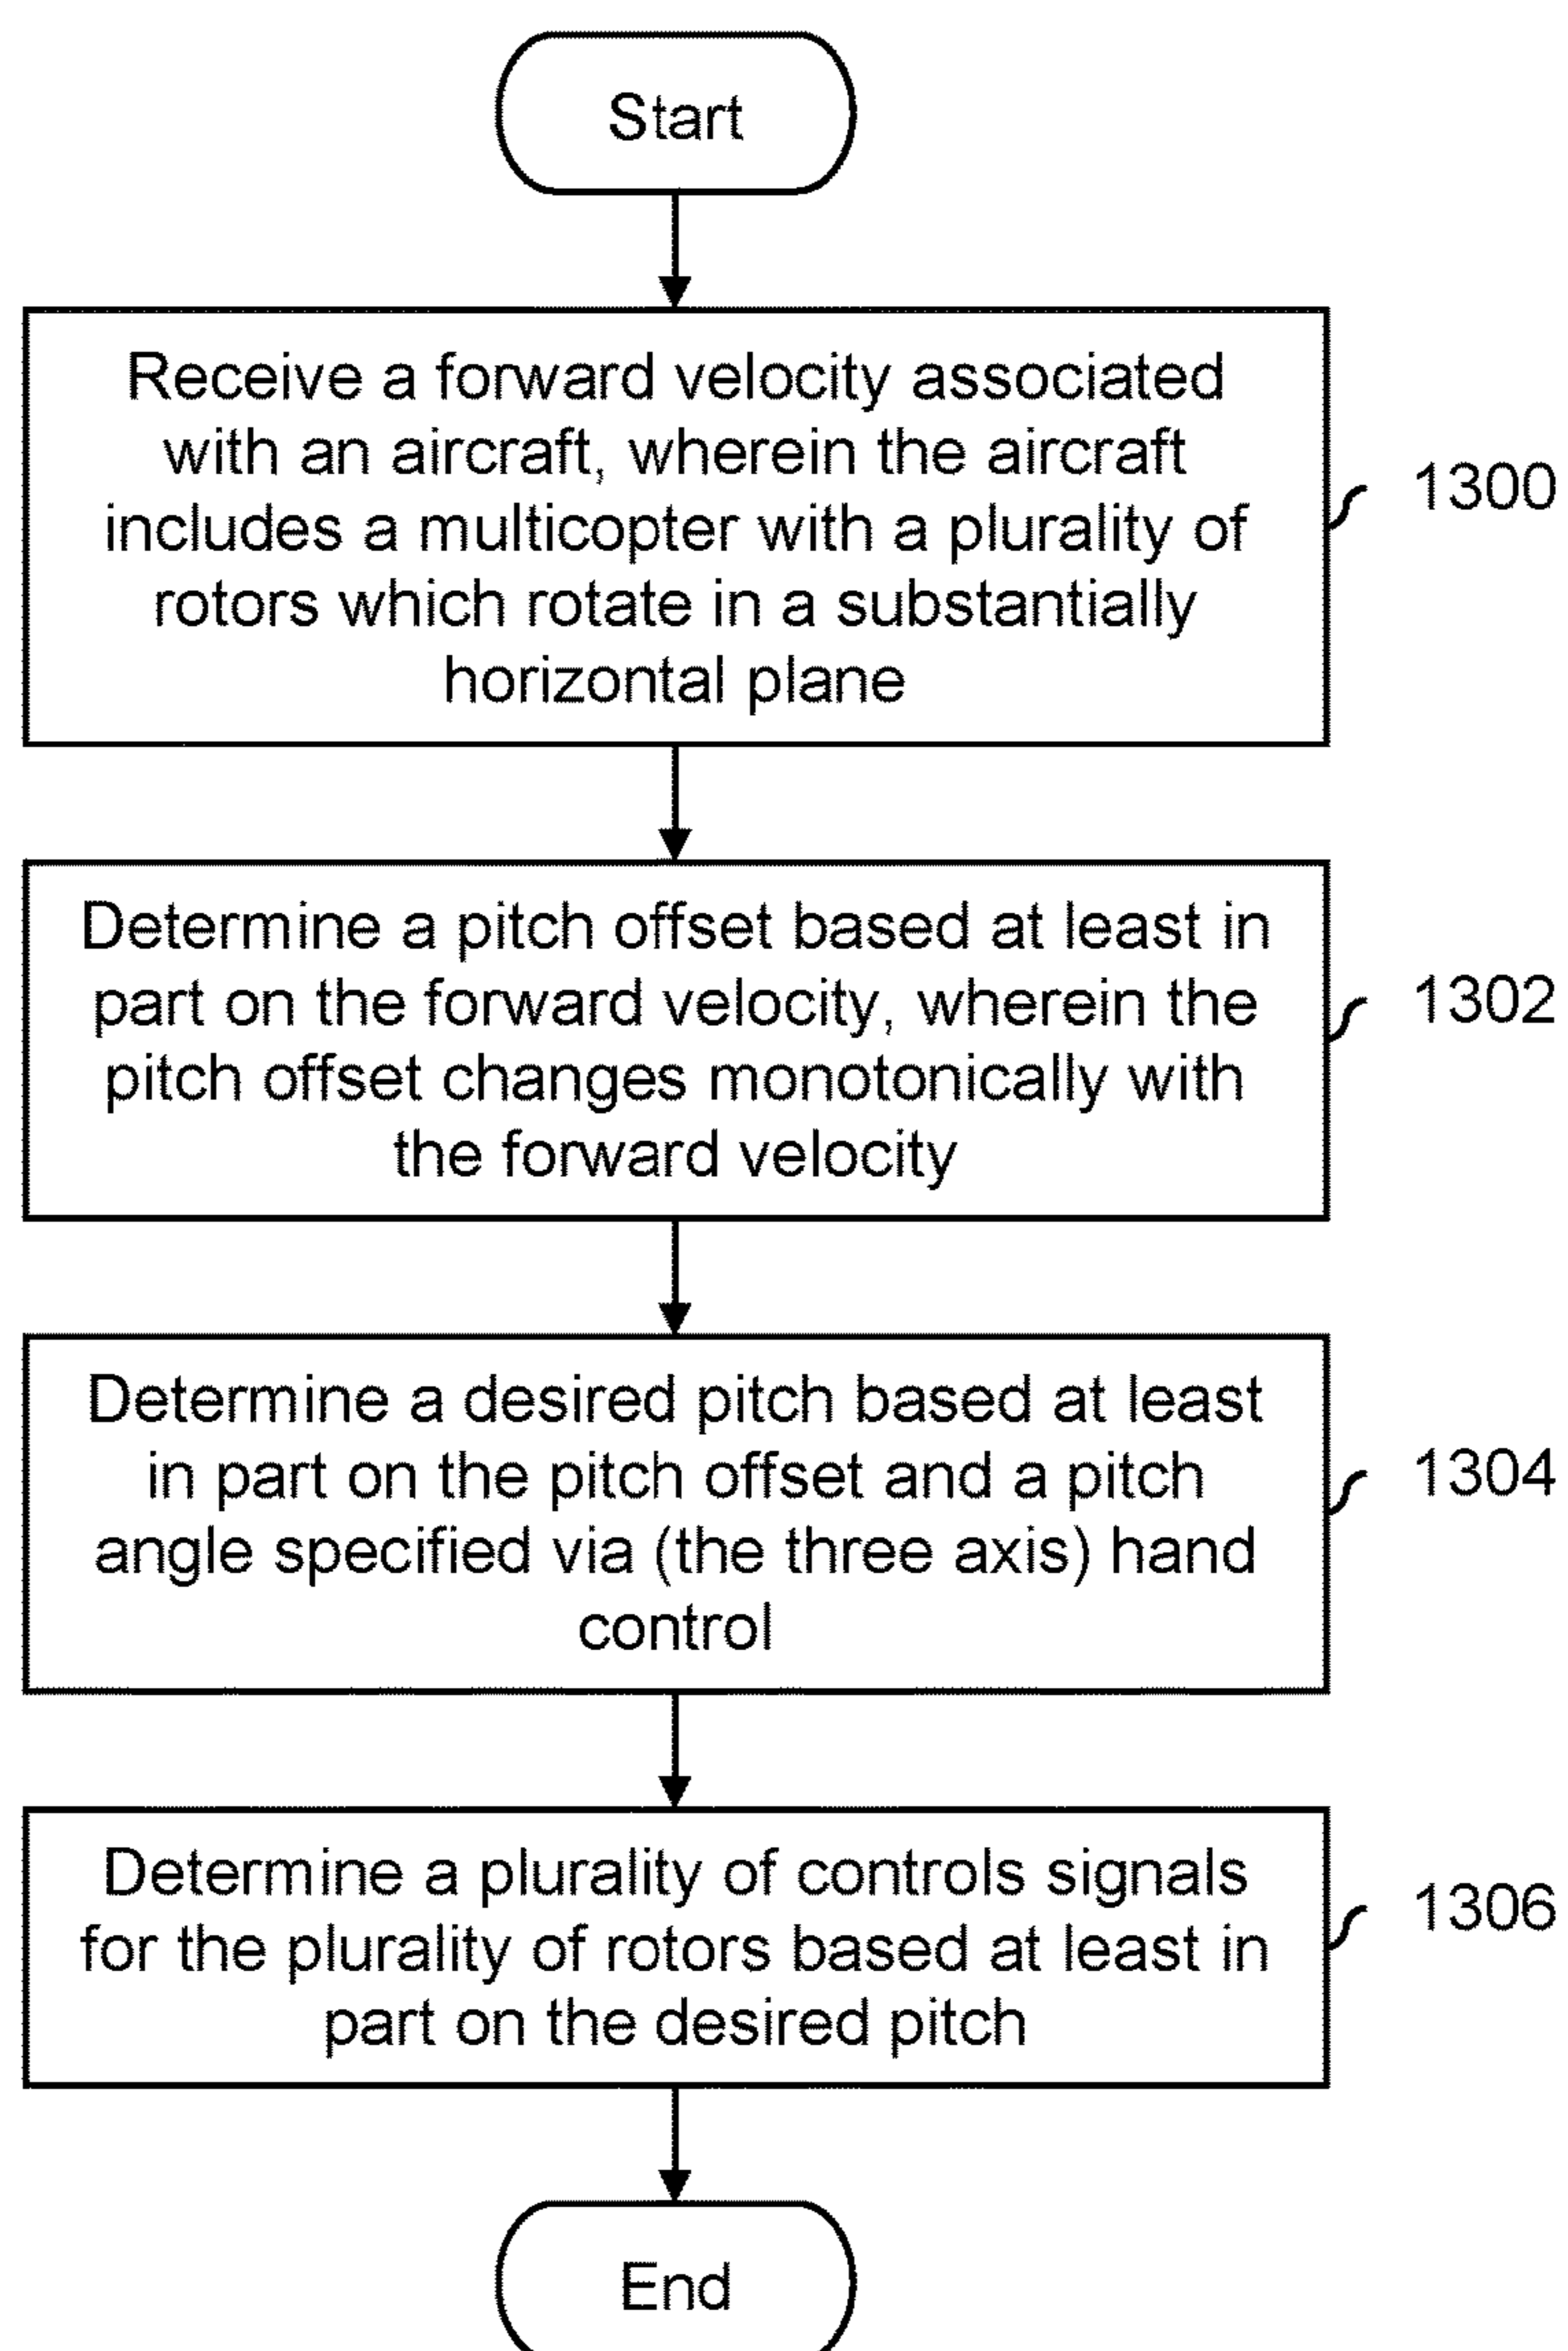 Start
Receive a forward velocity associated
with an aircraft, wherein the aircraft
includes a multicopter with a plurality of
rotors which rotate in a substantially
horizontal plane
1300
Determine a pitch offset based at least in
part on the forward velocity, wherein the
pitch offset changes monotonically with
the forward velocity
1302
Determine a desired pitch based at least
in part on the pitch offset and a pitch
angle specified via (the three axis) hand
control
1304
Determine a plurality of controls signals
for the plurality of rotors based at least in
part on the desired pitch
1306
End